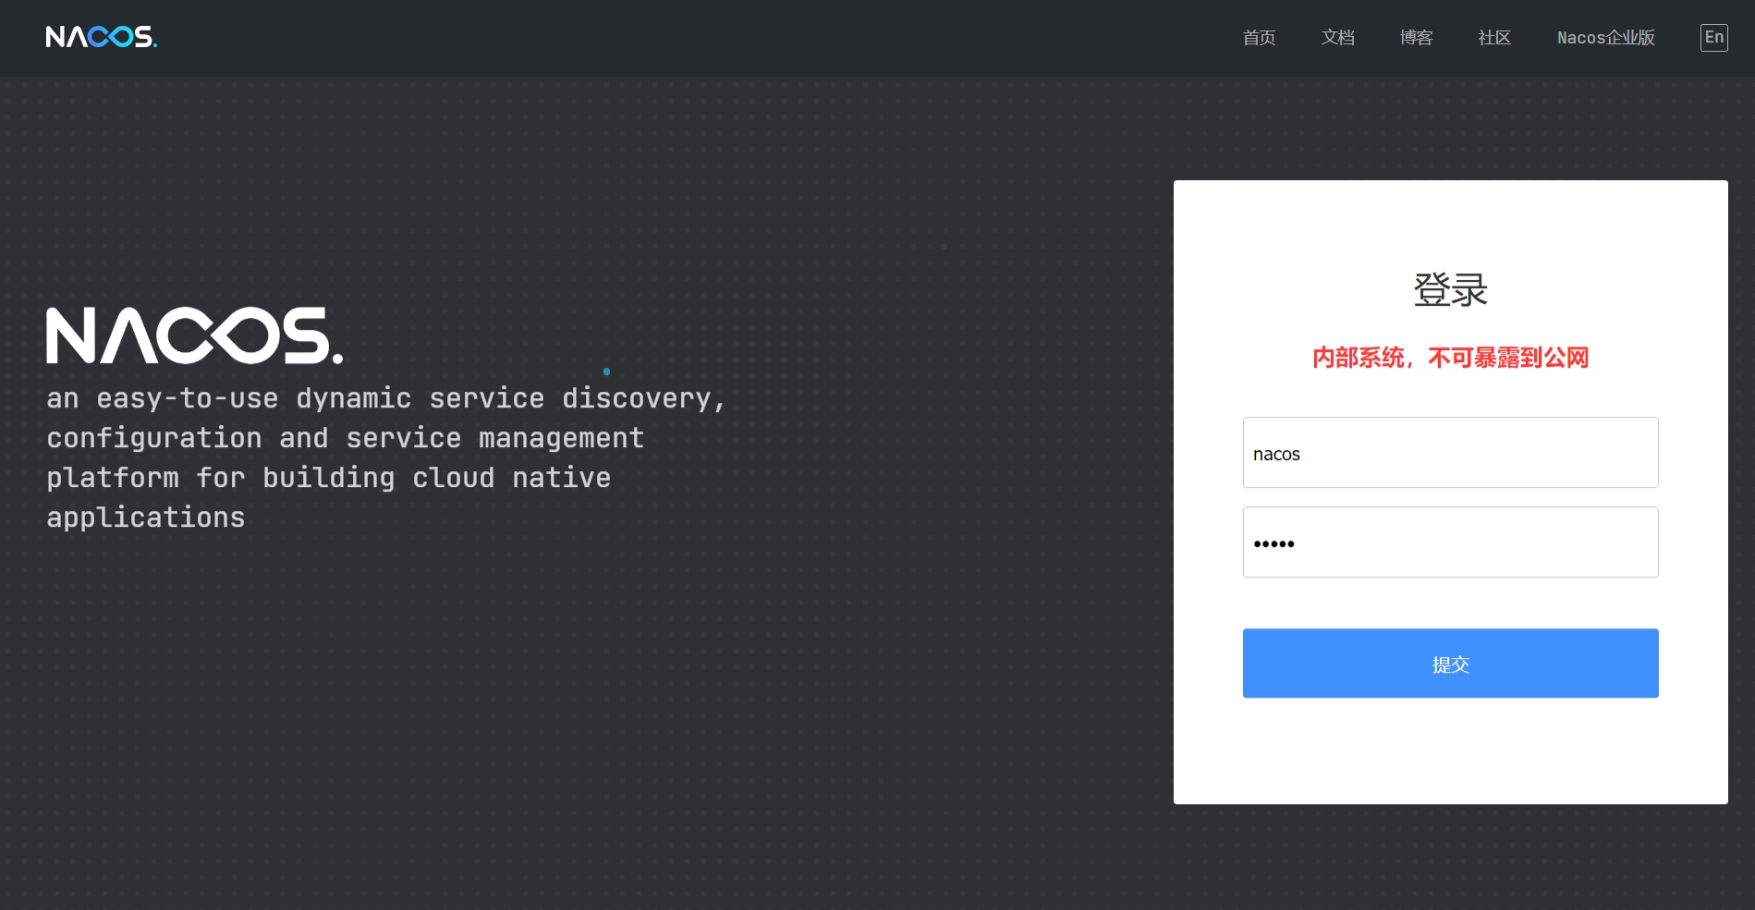 NACOS.
首页 文档 博客 社区 Nacos企业版 En
NACOS.
an easy-to-use dynamic service discovery,
configuration and service management
platform for building cloud native
applications
登录
内部系统，不可暴露到公网
nacos
•••••
提交